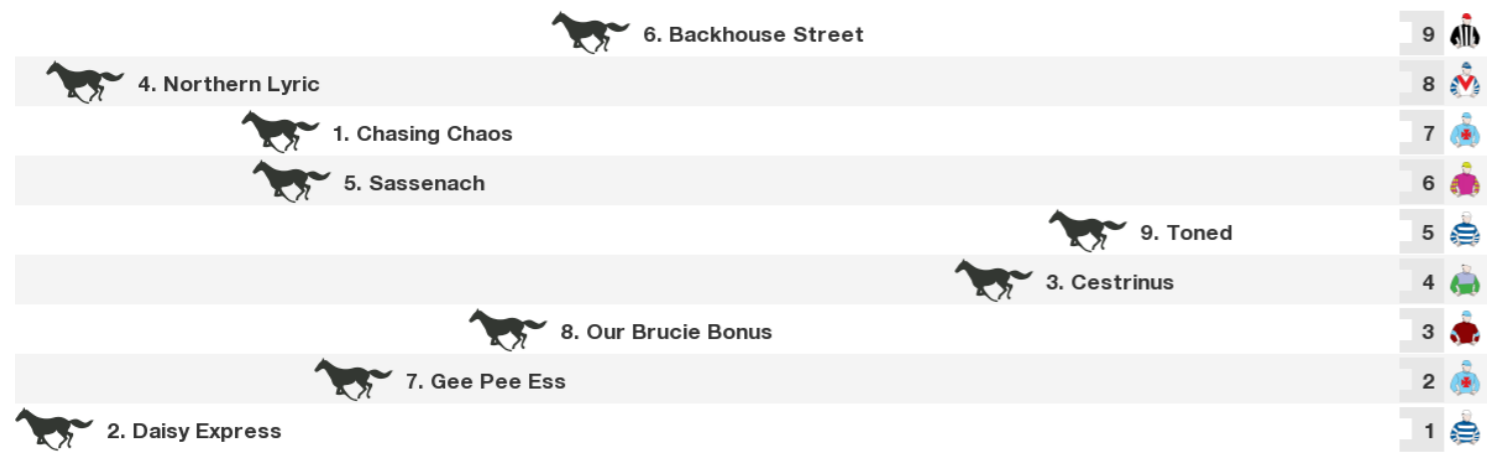 6. Backhouse Street 9
4. Northern Lyric 8
1. Chasing Chaos 7
5. Sassenach 6
9. Toned 5
3. Cestrinus 4
8. Our Brucie Bonus 3
7. Gee Pee Ess 2
2. Daisy Express 1